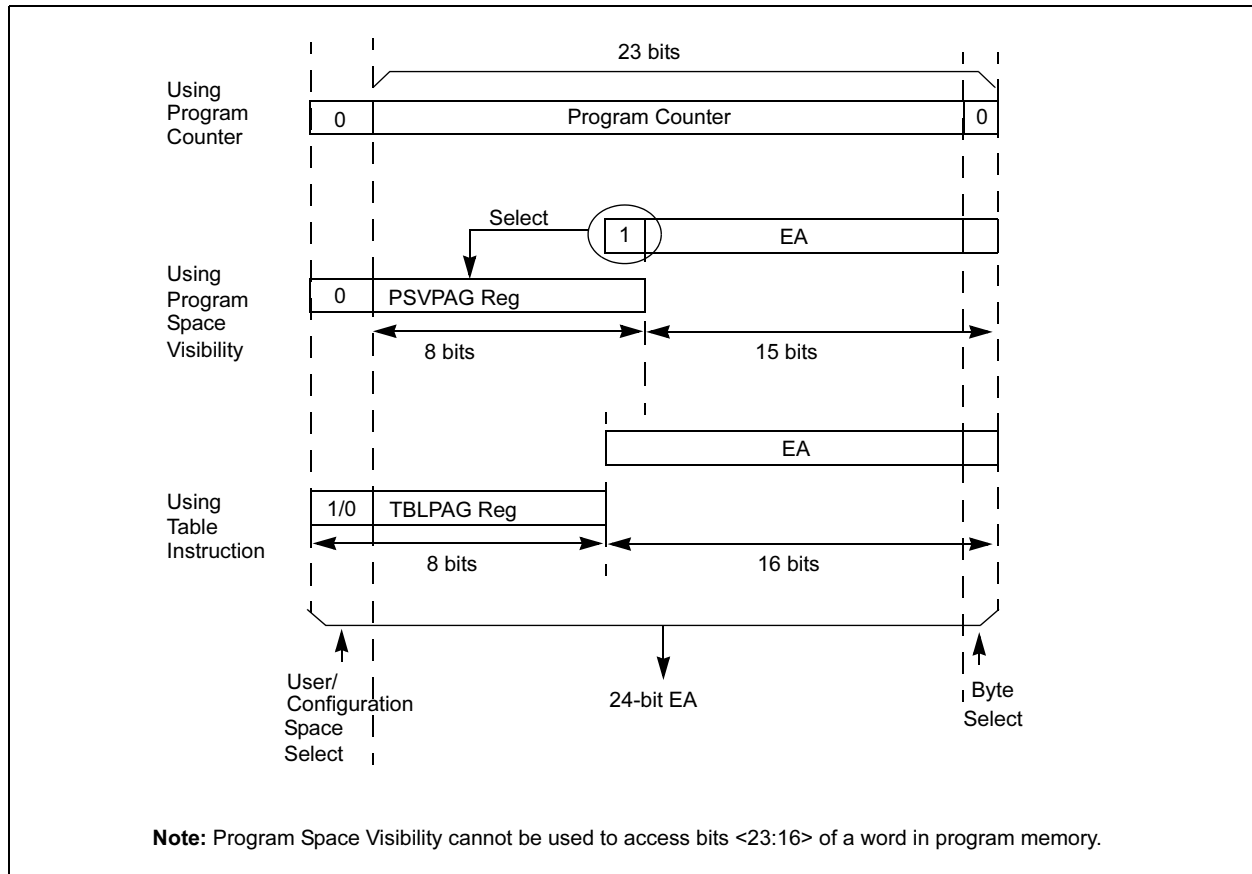 23 bits
Using
Program
Counter
0
Program Counter
0
Select
1
EA
Using
Program
Space
Visibility
0
PSVPAG Reg
8 bits
15 bits
EA
Using
Table
Instruction
1/0
TBLPAG Reg
8 bits
16 bits
User/
Configuration
Space
Select
24-bit EA
Byte
Select
Note: Program Space Visibility cannot be used to access bits <23:16> of a word in program memory.